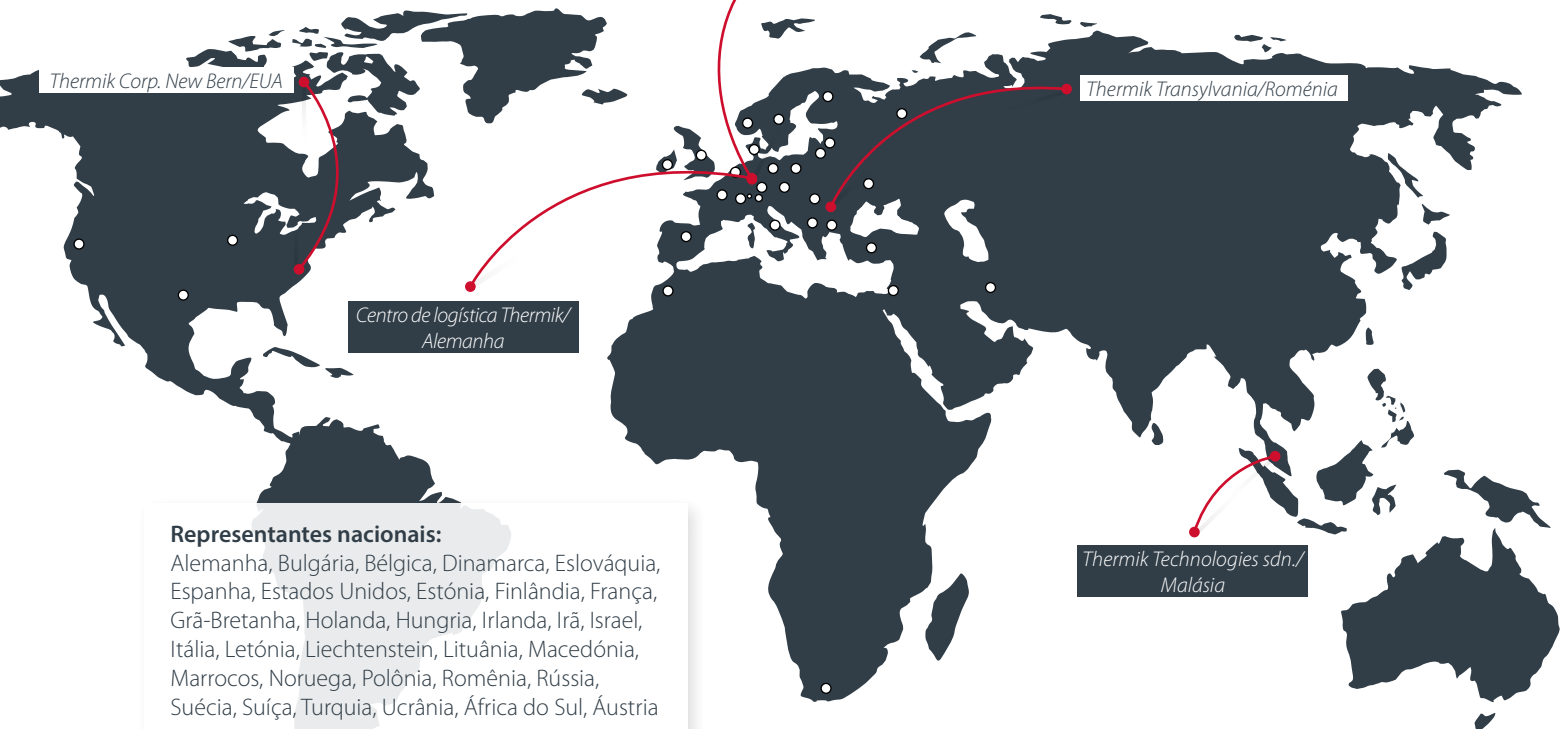 Thermik Corp. New Bern/EUA
Thermik Transylvania/Roménia
Centro de logística Thermik/
Alemanha
Thermik Technologies sdn./
Malásia
Representantes nacionais:
Alemanha, Bulgária, Bélgica, Dinamarca, Eslováquia,
Espanha, Estados Unidos, Estónia, Finlândia, França,
Grã-Bretanha, Holanda, Hungria, Irlanda, Irã, Israel,
Itália, Letónia, Liechtenstein, Lituânia, Macedónia,
Marrocos, Noruega, Polônia, Romênia, Rússia,
Suécia, Suíça, Turquia, Ucrânia, África do Sul, Áustria